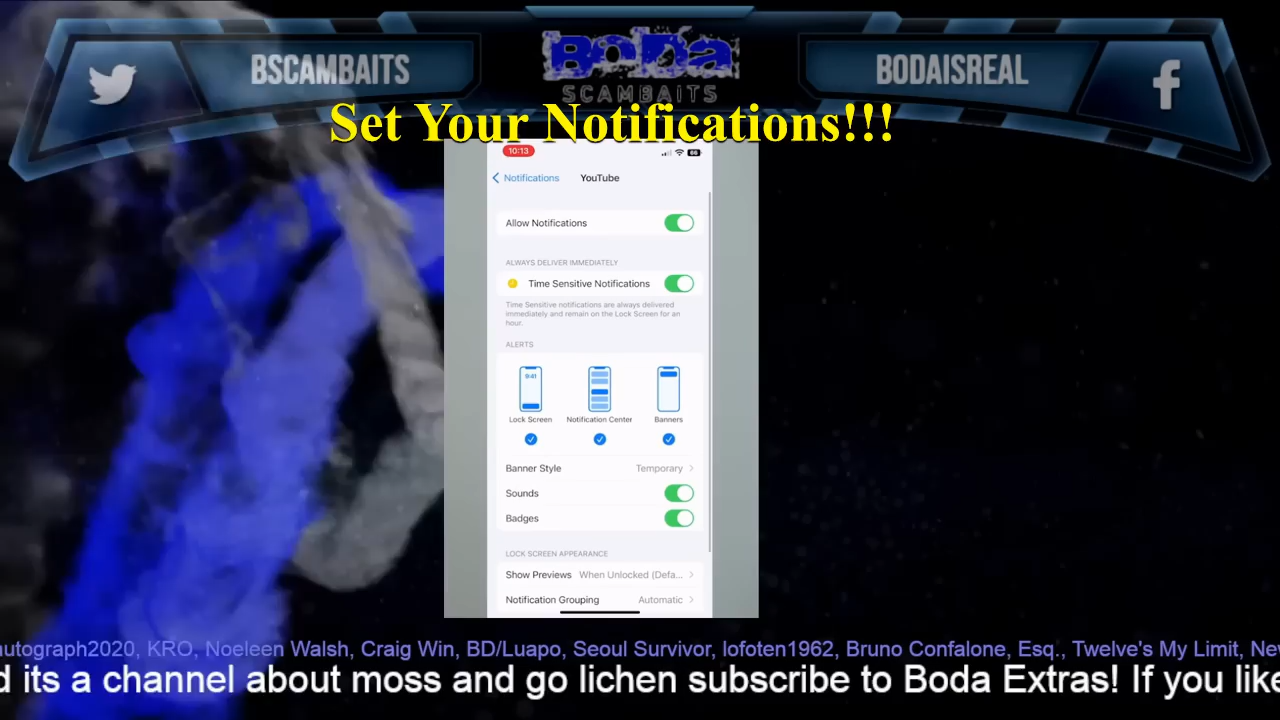 BSCAMBAITS
BoDa
SCAMBAITS
BODAISREAL
Set Your Notifications!!!
10:13
86
Notifications
YouTube
Allow Notifications
ALWAYS DELIVER IMMEDIATELY
Time Sensitive Notifications
Time Sensitive notifications are always delivered
immediately and remain on the Lock Screen for an
hour.
ALERTS
9:41
Lock Screen Notification Center Banners
Banner Style Temporary
Sounds
Badges
LOCK SCREEN APPEARANCE
Show Previews When Unlocked (Defa...
Notification Grouping Automatic
utograph2020, KRO, Noeleen Walsh, Craig Win, BD/Luapo, Seoul Survivor, lofoten1962, Bruno Confalone, Esq., Twelve's My Limit, Nev
d its a channel about moss and go lichen subscribe to Boda Extras! If you like